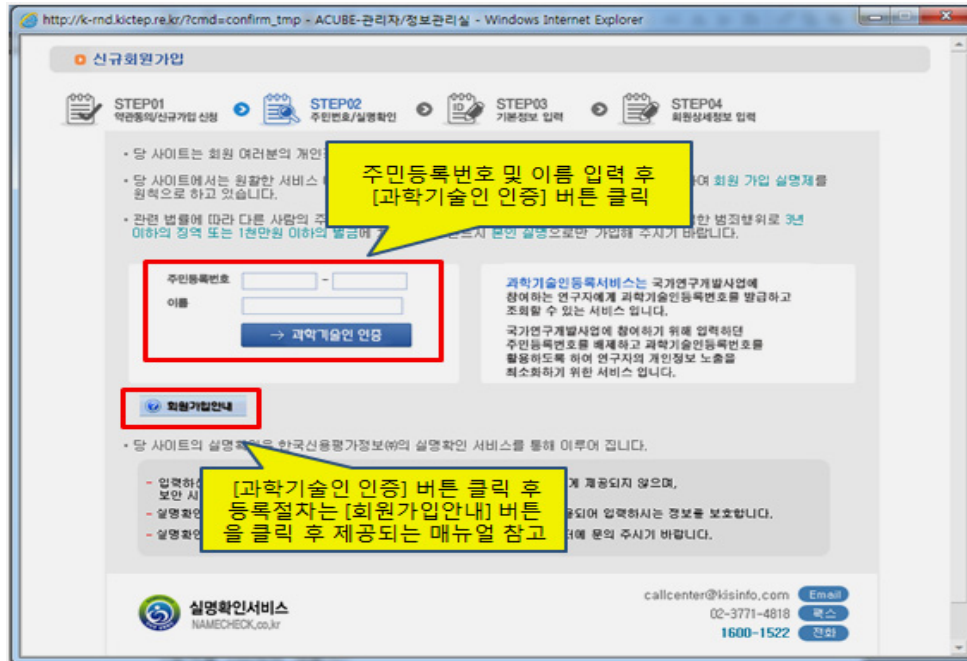 http://k-rnd.kictep.re.kr/?cmd=confirm_tmp - ACUBE-관리자/정보관리실 - Windows Internet Explorer
신규회원가입
STEP01
약관동의/신규가입 신청
STEP02
주민번호/실명확인
STEP03
기본정보 입력
STEP04
회원상세정보 입력
• 당 사이트는 회원 여러분의
주민등록번호 및 이름 입력 후
[과학기술인 인증] 버튼 클릭
• 당 사이트에서는 원활한 서비스 회원 가입 실명제를
원칙으로 하고 있습니다.
• 관련 법률에 따라 다른 사람의 범죄행위로 3년
이하의 징역 또는 1천만원 이하의 벌금에 본인 실명으로만 가입해 주시기 바랍니다.
주민등록번호 -
이름
→ 과학기술인 인증
과학기술인등록서비스는 국가연구개발사업에
참여하는 연구자에게 과학기술인등록번호를 발급하고
조회할 수 있는 서비스 입니다.
국가연구개발사업에 참여하기 위해 입력하던
주민등록번호를 배제하고 과학기술인등록번호를
활용하도록 하여 연구자의 개인정보 노출을
최소화하기 위한 서비스 입니다.
회원가입안내
• 당 사이트의 한국신용평가정보㈜의 실명확인 서비스를 통해 이루어 집니다.
[과학기술인 인증] 버튼 클릭 후
등록절차는 [회원가입안내] 버튼
을 클릭 후 제공되는 매뉴얼 참고
제공되지 않으며,
보안
입력하시는 정보를 보호합니다.
문의 주시기 바랍니다.
실명확인서비스
NAMECHECK.co.kr
callcenter@kisinfo.com Email
02-3771-4818 팩스
1600-1522 전화